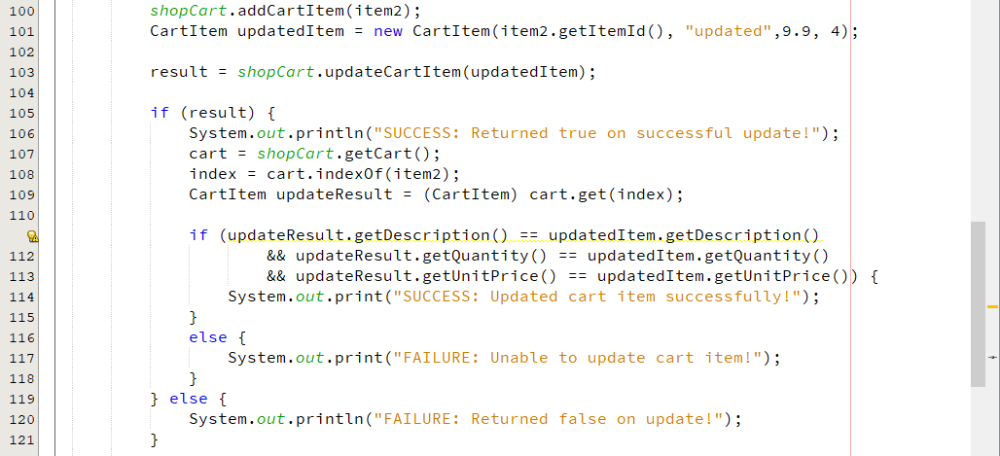 100 shopCart.addCartItem(item2);
101 CartItem updatedItem = new CartItem(item2.getItemId(), "updated",9.9, 4);
102
103 result = shopCart.updateCartItem(updatedItem);
104
105 if (result) {
106 System.out.println("SUCCESS: Returned true on successful update!");
107 cart = shopCart.getCart();
108 index = cart.indexOf(item2);
109 CartItem updateResult = (CartItem) cart.get(index);
110
if (updateResult.getDescription() == updatedItem.getDescription()
112 && updateResult.getQuantity() == updatedItem.getQuantity()
113 && updateResult.getUnitPrice() == updatedItem.getUnitPrice()) {
114 System.out.print("SUCCESS: Updated cart item successfully!");
115 }
116 else {
117 System.out.print("FAILURE: Unable to update cart item!");
118 }
119 } else {
120 System.out.println("FAILURE: Returned false on update!");
121 }